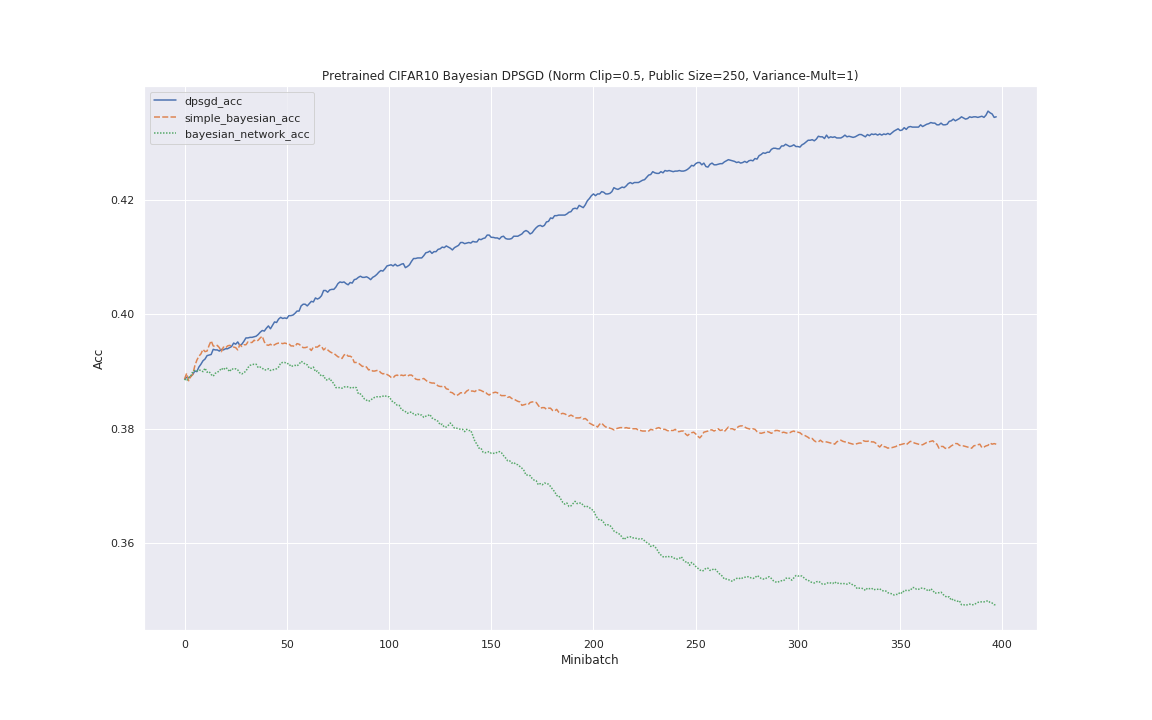 Pretrained CIFAR10 Bayesian DPSGD (Norm Clip=0.5, Public Size=250, Variance-Mult=1)
dpsgd_acc
simple_bayesian_acc
bayesian_network_acc
0.42
0.40
0.38
0.36
Acc
0 50 100 150 200 250 300 350 400
Minibatch